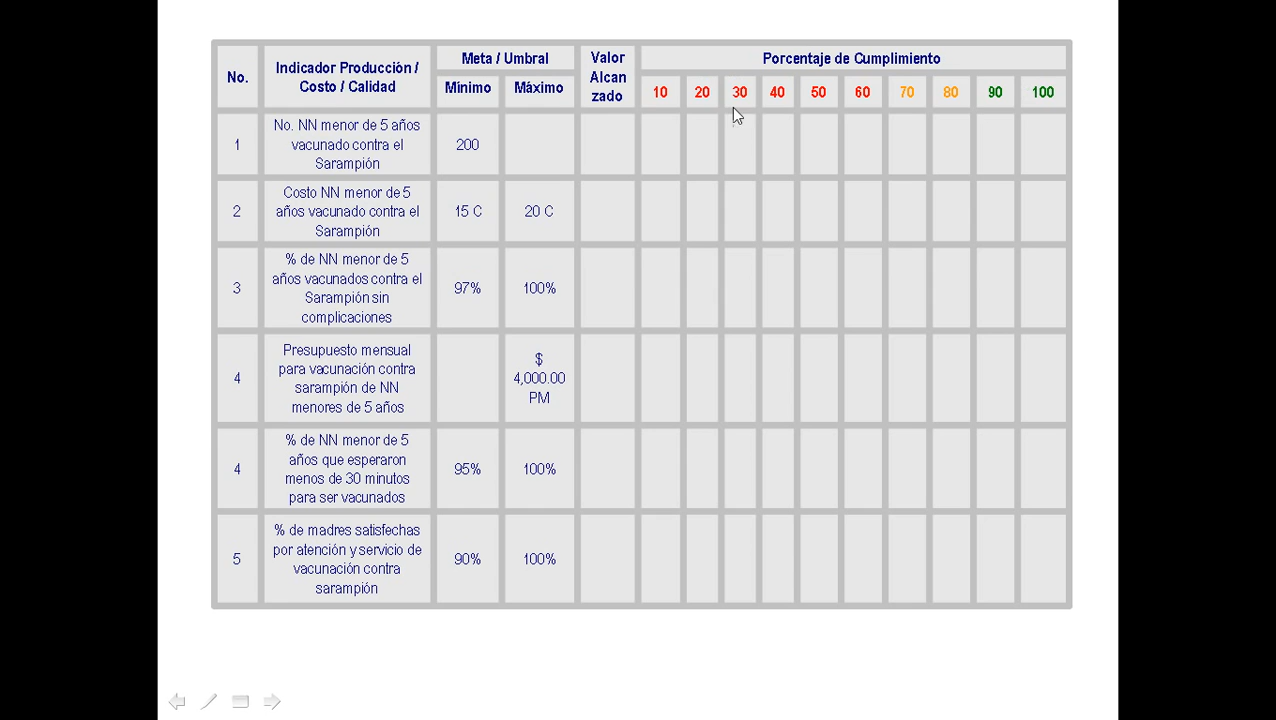 No.
Indicador Producción /
Costo / Calidad
Meta / Umbral
Mínimo
Máximo
Valor
Alcan
zado
Porcentaje de Cumplimiento
10 20 30 40 50 60 70 80 90 100
1
No. NN menor de 5 años
vacunado contra el
Sarampión
200
2
Costo NN menor de 5
años vacunado contra el
Sarampión
15 C
20 C
3
% de NN menor de 5
años vacunados contra el
Sarampión sin
complicaciones
97%
100%
4
Presupuesto mensual
para vacunación contra
sarampión de NN
menores de 5 años
$
4,000.00
PM
4
% de NN menor de 5
años que esperaron
menos de 30 minutos
para ser vacunados
95%
100%
5
% de madres satisfechas
por atención y servicio de
vacunación contra
sarampión
90%
100%